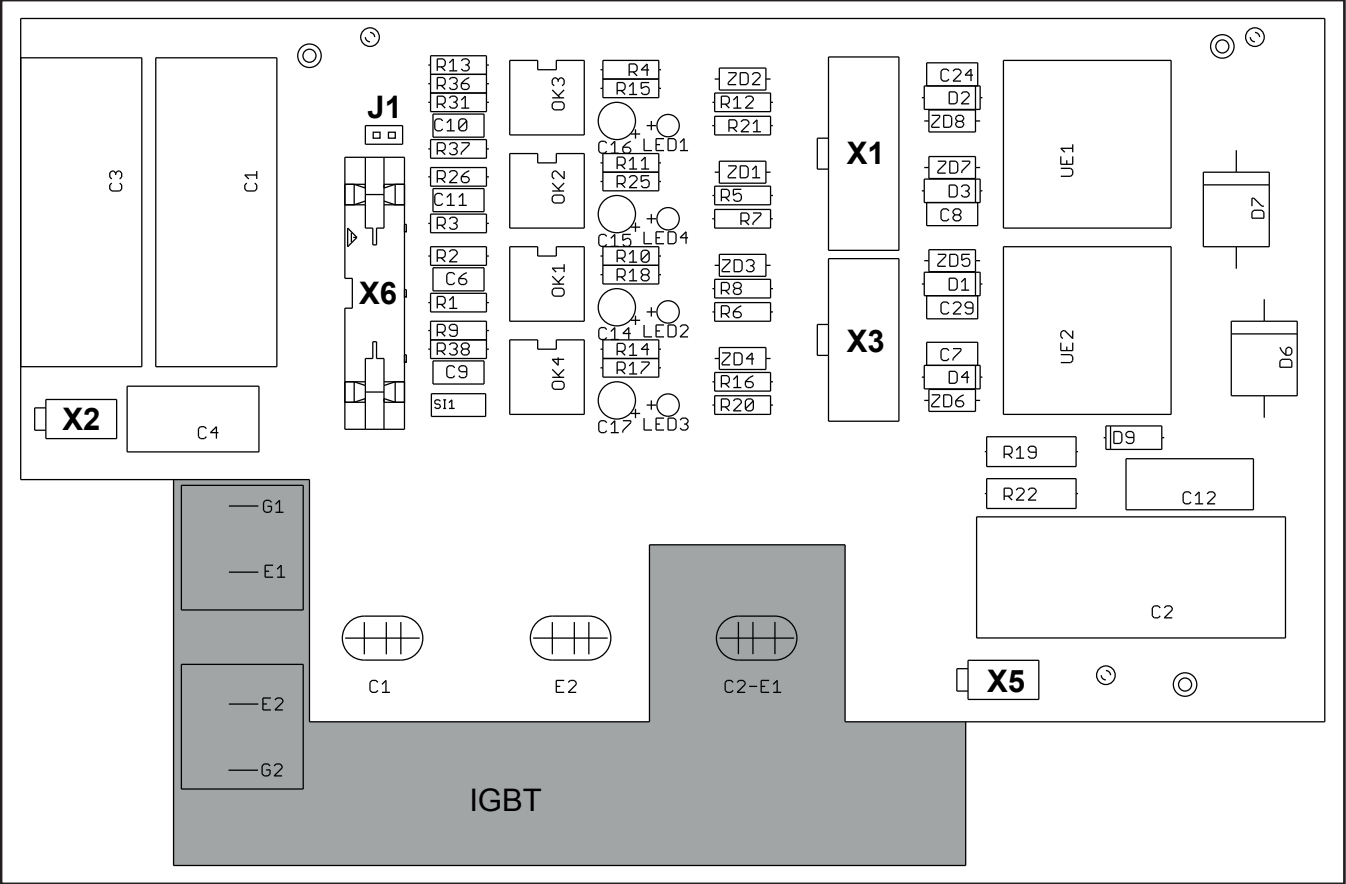 C3
C1
J1
X6
X2
C4
R13
R36
R31
C10
R37
R26
C11
R3
R2
C6
R1
R9
R38
C9
SI1
OK3
OK2
OK1
OK4
R4
R15
C16
+
+
LED1
R11
R25
C15
+
+
LED4
R10
R18
C14
+
+
LED2
R14
R17
C17
+
+
LED3
ZD2
R12
R21
ZD1
R5
R7
ZD3
R8
R6
ZD4
R16
R20
X1
X3
C24
D2
ZD8
ZD7
D3
C8
ZD5
D1
C29
C7
D4
ZD6
UE1
UE2
D7
D6
D9
R19
R22
C12
C2
X5
G1
E1
E2
G2
C1
E2
C2-E1
IGBT